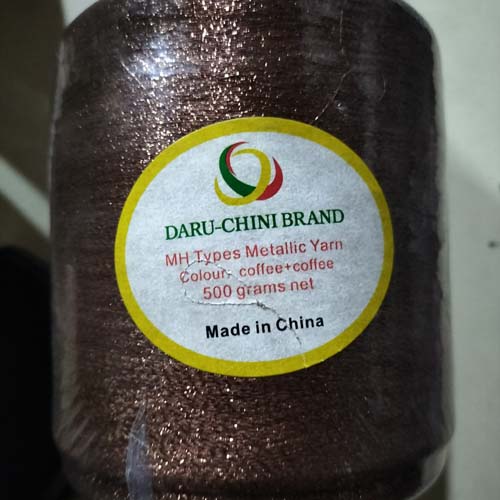 DARU-CHINI BRAND
MH Types Metallic Yarn
Colour- coffee+coffee
500 grams net
Made in China